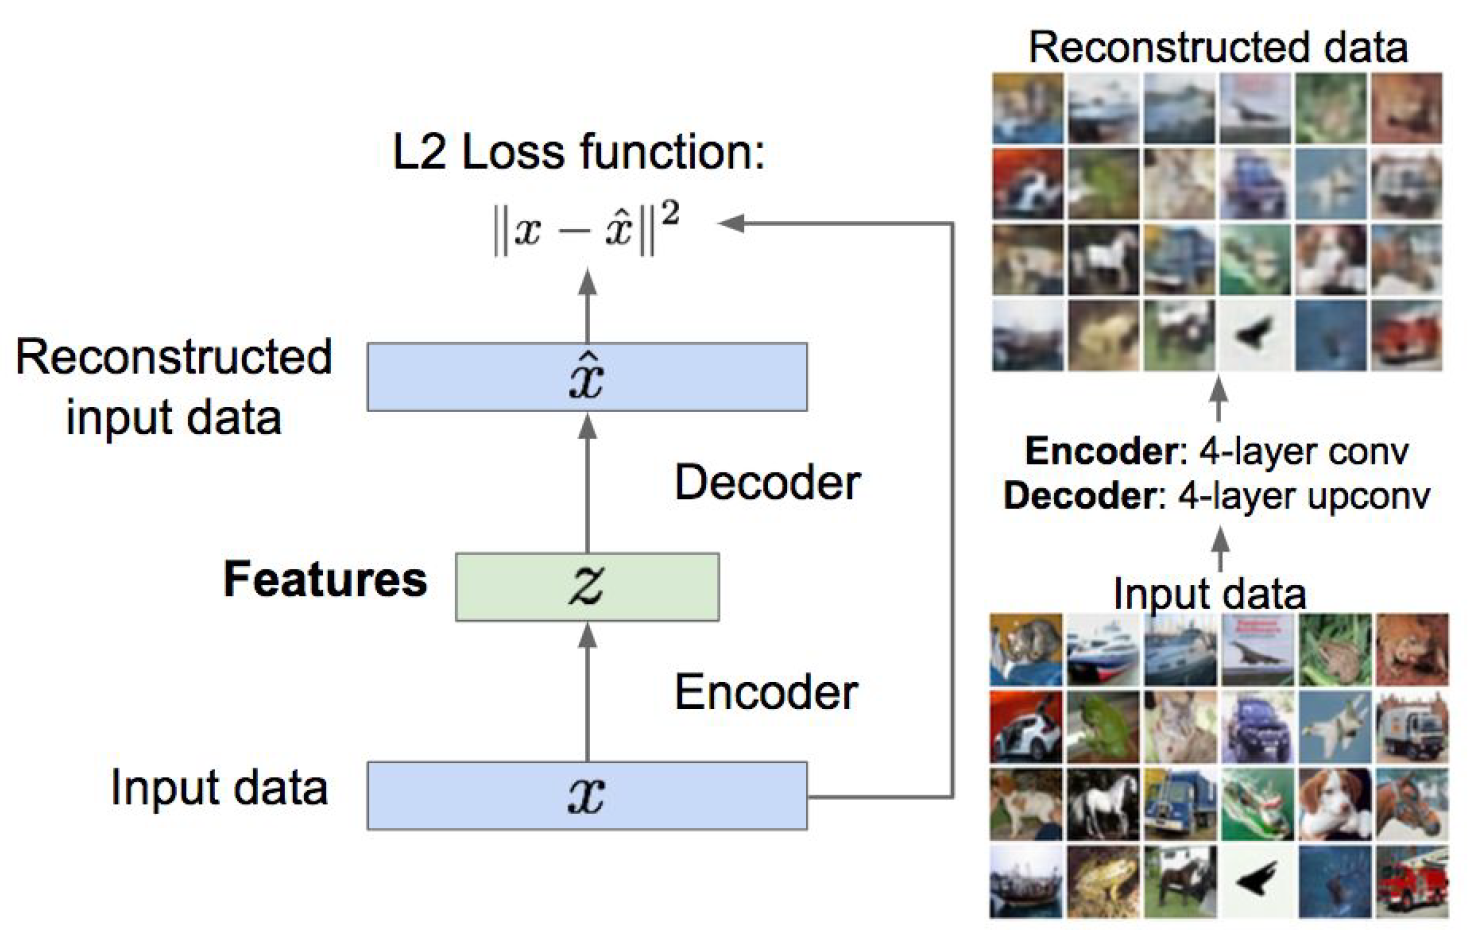 Reconstructed data
L2 Loss function:
‖x − x̂‖²
Reconstructed
input data
x̂
Decoder
Encoder: 4-layer conv
Decoder: 4-layer upconv
Features
z
Input data
Encoder
Input data
x